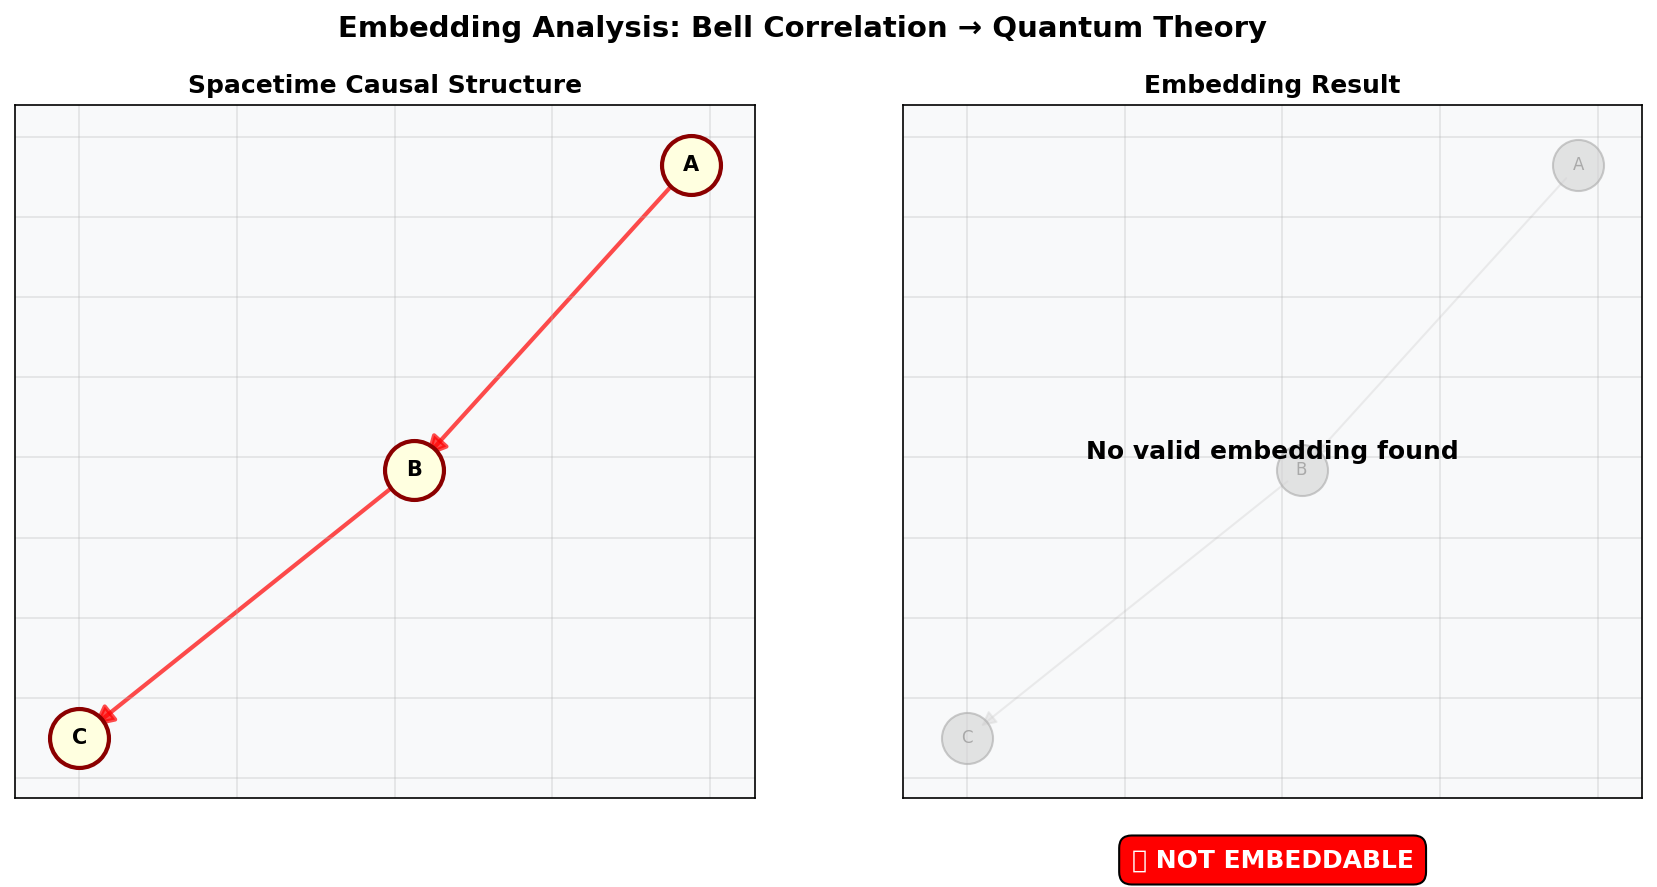 Embedding Analysis: Bell Correlation → Quantum Theory
Spacetime Causal Structure
A
B
C
Embedding Result
A
No valid embedding found
B
C
NOT EMBEDDABLE